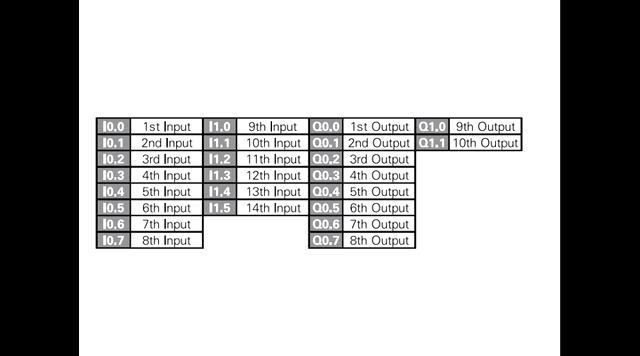 I0.0 1st Input I1.0 9th Input Q0.0 1st Output Q1.0 9th Output
I0.1 2nd Input I1.1 10th Input Q0.1 2nd Output Q1.1 10th Output
I0.2 3rd Input I1.2 11th Input Q0.2 3rd Output
I0.3 4th Input I1.3 12th Input Q0.3 4th Output
I0.4 5th Input I1.4 13th Input Q0.4 5th Output
I0.5 6th Input I1.5 14th Input Q0.5 6th Output
I0.6 7th Input Q0.6 7th Output
I0.7 8th Input Q0.7 8th Output